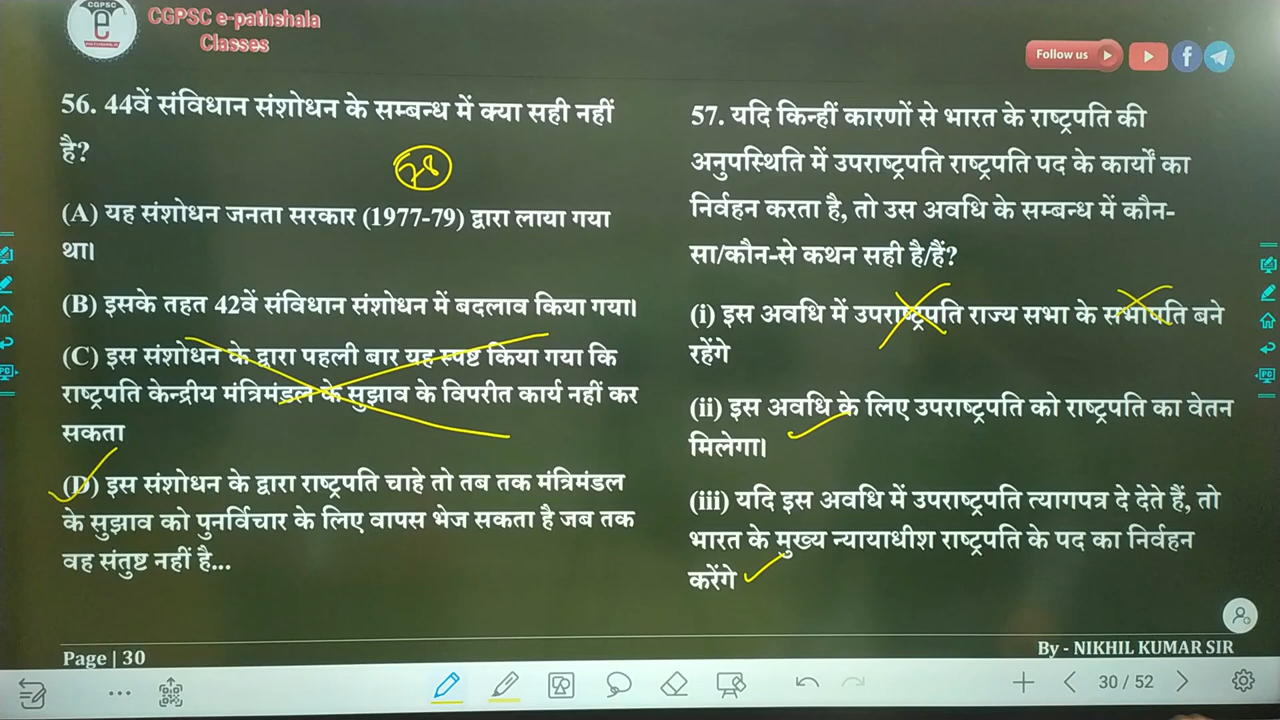 CGPSC
e
CGPSC e-pathshala
Classes
Follow us
56. 44वें संविधान संशोधन के सम्बन्ध में क्या सही नहीं
है?
78
(A) यह संशोधन जनता सरकार (1977-79) द्वारा लाया गया
था।
(B) इसके तहत 42वें संविधान संशोधन में बदलाव किया गया।
(C) इस संशोधन के द्वारा पहली बार यह स्पष्ट किया गया कि
राष्ट्रपति केन्द्रीय मंत्रिमंडल के सुझाव के विपरीत कार्य नहीं कर
सकता
(D) इस संशोधन के द्वारा राष्ट्रपति चाहे तो तब तक मंत्रिमंडल
के सुझाव को पुनर्विचार के लिए वापस भेज सकता है जब तक
वह संतुष्ट नहीं है...
57. यदि किन्हीं कारणों से भारत के राष्ट्रपति की
अनुपस्थिति में उपराष्ट्रपति राष्ट्रपति पद के कार्यों का
निर्वहन करता है, तो उस अवधि के सम्बन्ध में कौन-
सा/कौन-से कथन सही है/हैं?
(i) इस अवधि में उपराष्ट्रपति राज्य सभा के सभापति बने
रहेंगे
(ii) इस अवधि के लिए उपराष्ट्रपति को राष्ट्रपति का वेतन
मिलेगा।
(iii) यदि इस अवधि में उपराष्ट्रपति त्यागपत्र दे देते हैं, तो
भारत के मुख्य न्यायाधीश राष्ट्रपति के पद का निर्वहन
करेंगे
Page | 30
By - NIKHIL KUMAR SIR
30 / 52